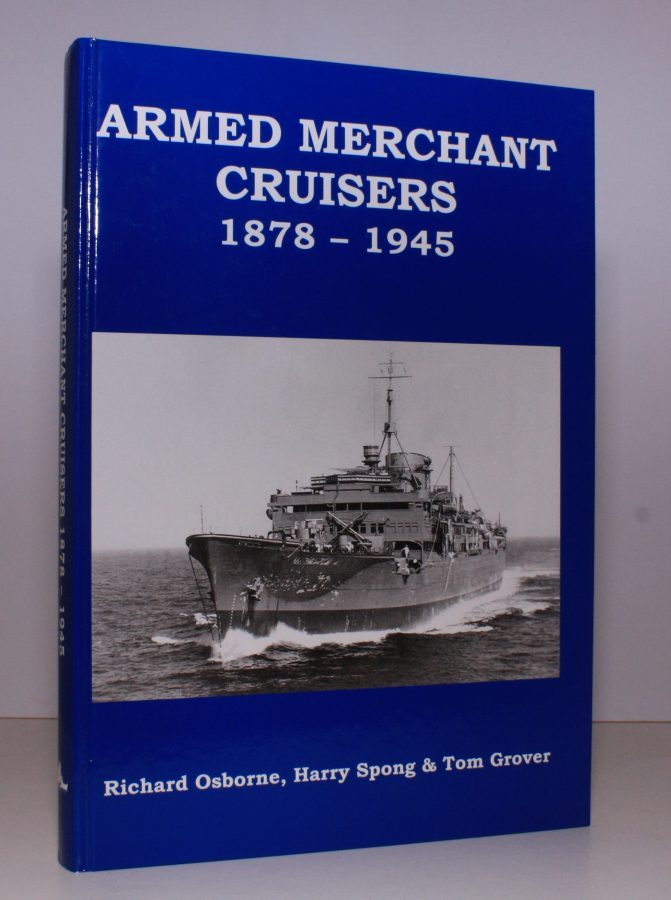 ARMED MERCHANT
CRUISERS
1878 – 1945
Richard Osborne, Harry Spong & Tom Grover
ARMED MERCHANT CRUISERS 1878 – 1945